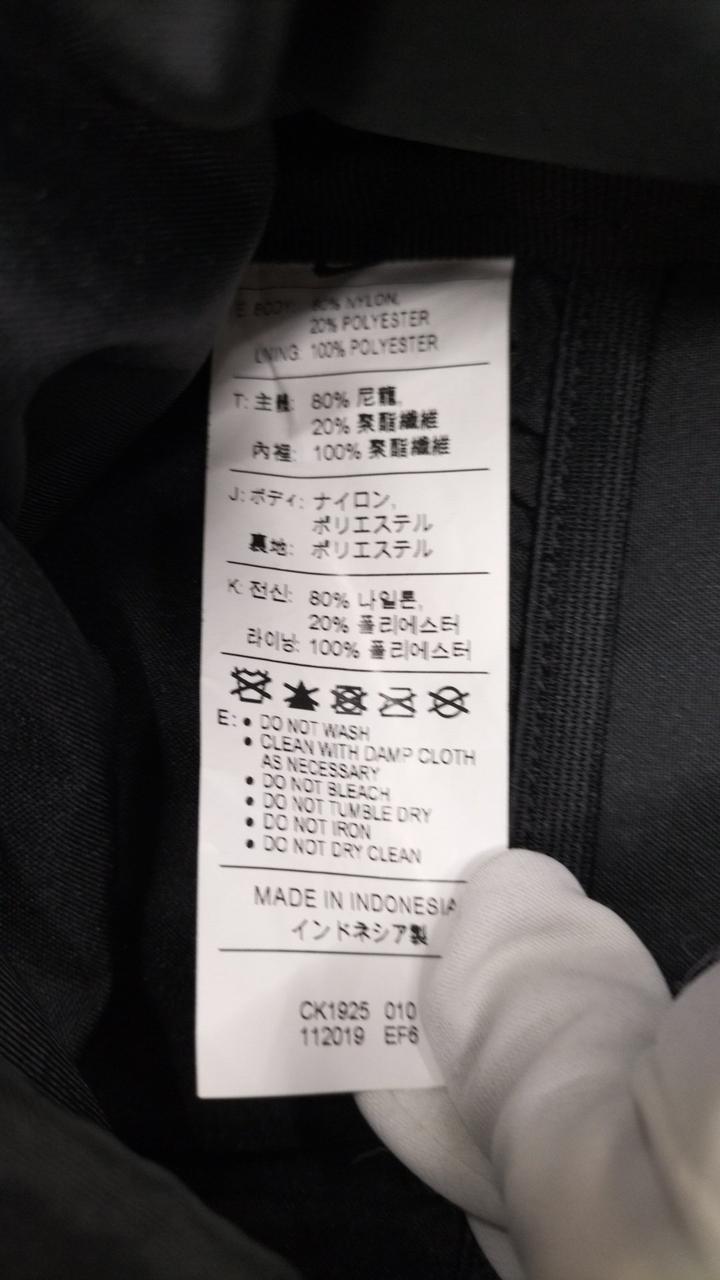 E: BODY: 80% NYLON,
20% POLYESTER
LINING: 100% POLYESTER
T: 主體: 80% 尼龍,
20% 聚酯纖維
內裡: 100% 聚酯纖維
J: ボディ: ナイロン,
ポリエステル
裏地: ポリエステル
K: 전신: 80% 나일론,
20% 폴리에스터
라이닝: 100% 폴리에스터
E: • DO NOT WASH
• CLEAN WITH DAMP CLOTH
AS NECESSARY
• DO NOT BLEACH
• DO NOT TUMBLE DRY
• DO NOT IRON
• DO NOT DRY CLEAN
MADE IN INDONESIA
インドネシア製
CK1925 010
112019 EF6